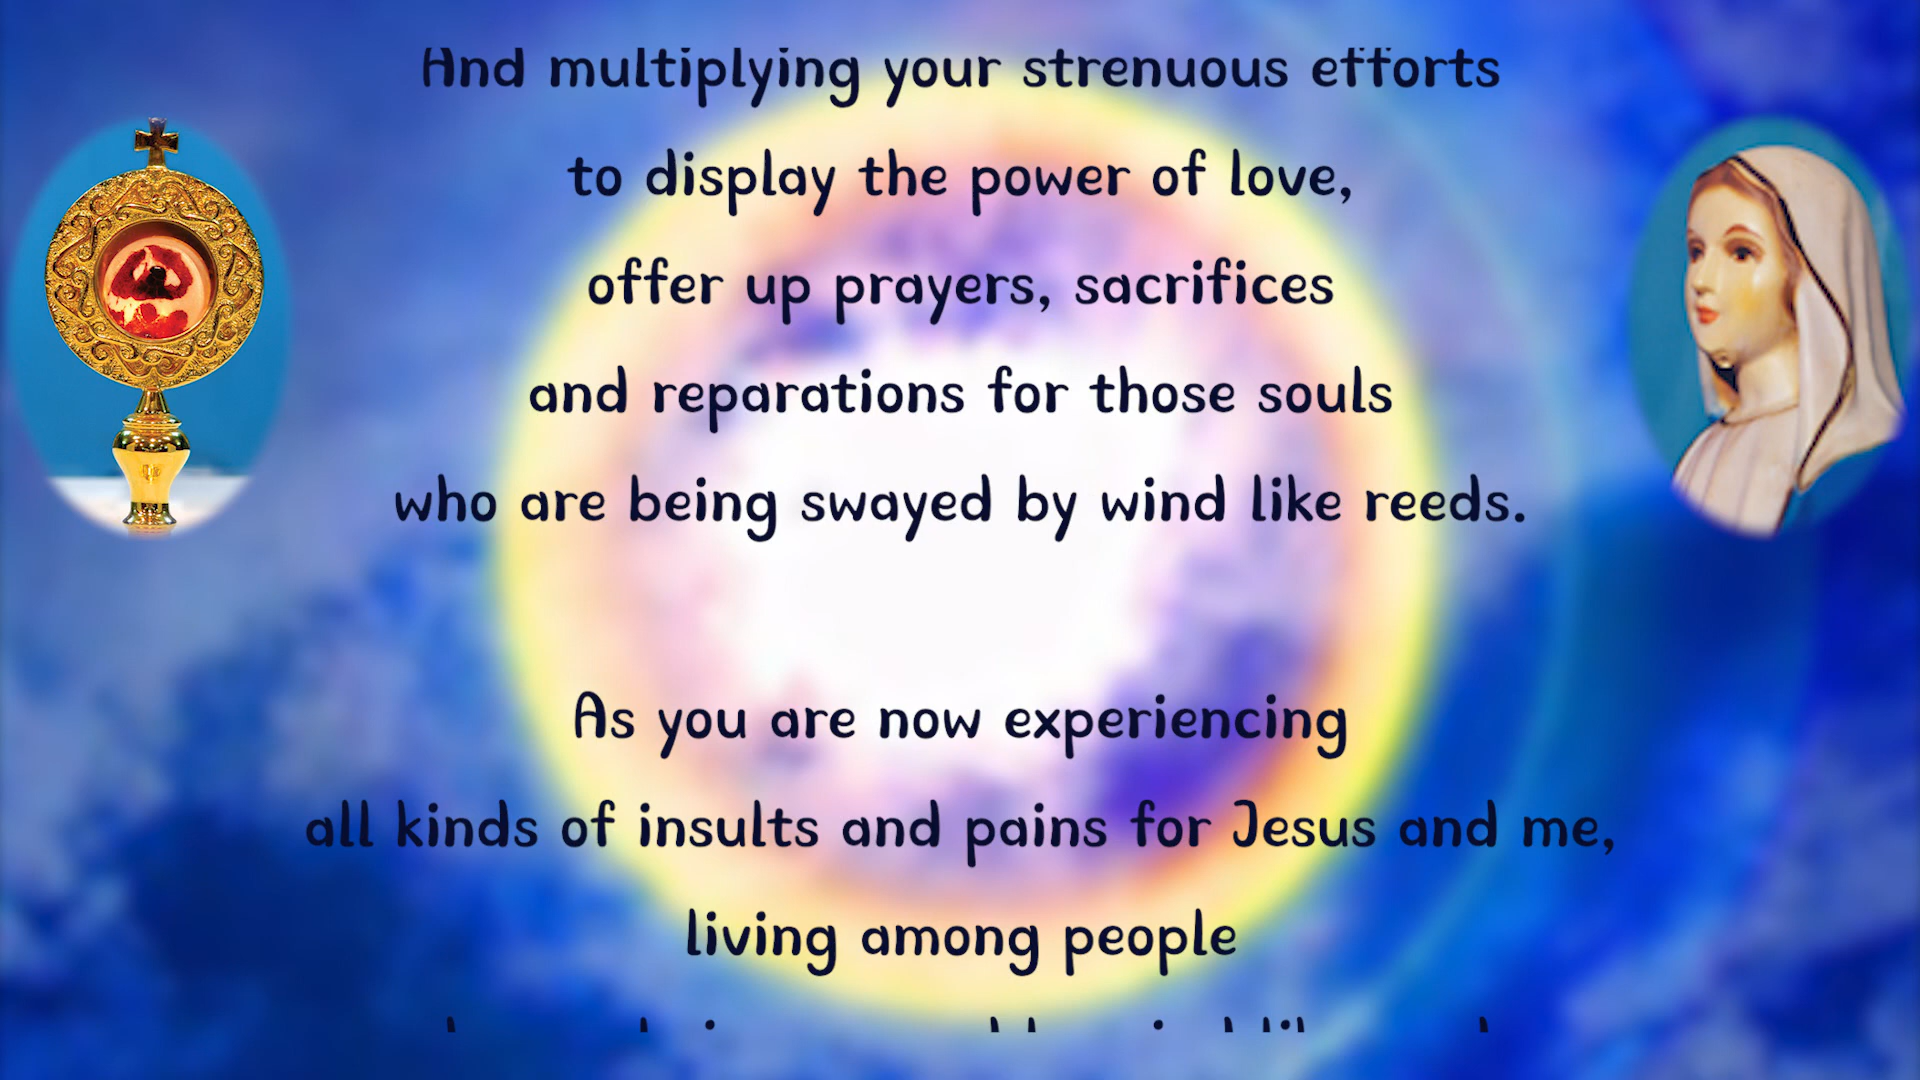 And multiplying your strenuous efforts
to display the power of love,
offer up prayers, sacrifices
and reparations for those souls
who are being swayed by wind like reeds.
As you are now experiencing
all kinds of insults and pains for Jesus and me,
living among people